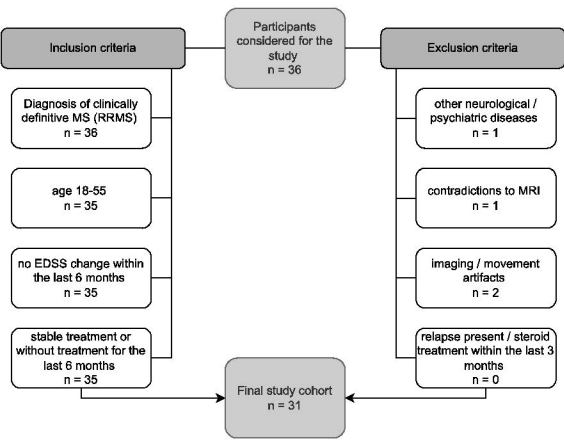 Participants
considered for the
study
n = 36
Inclusion criteria
Diagnosis of clinically
definitive MS (RRMS)
n = 36
age 18-55
n = 35
no EDSS change within
the last 6 months
n = 35
stable treatment or
without treatment for the
last 6 months
n = 35
Exclusion criteria
other neurological /
psychiatric diseases
n = 1
contradictions to MRI
n = 1
imaging / movement
artifacts
n = 2
relapse present / steroid
treatment within the last 3
months
n = 0
Final study cohort
n = 31